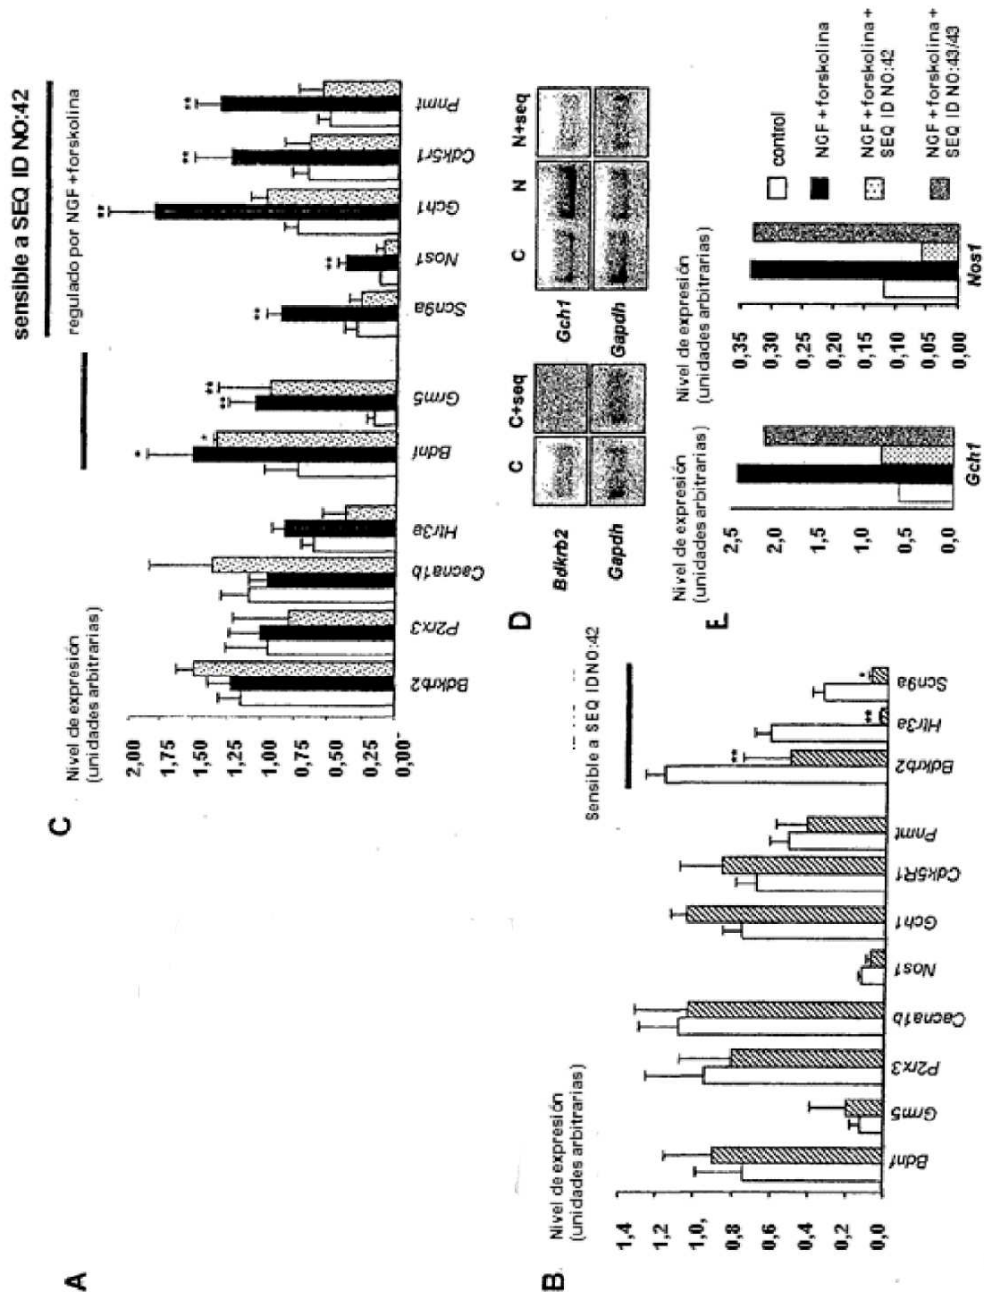 A
C
sensible a SEQ ID NO:42
regulado por NGF +forskolina
Nivel de expresión
(unidades arbitrarias)
2,00
1,75
1,50
1,25
1,00
0,75
0,50
0,25
0,00
** ** ** ** ** ** ** * *
Bdkrb2 P2rx3 Cacna1b Htr3a Bdnf Grm5 Scn9a Nos1 Gch1 Cdk5r1 Pnmt
B
Nivel de expresión
(unidades arbitrarias)
Sensible a SEQ IDNO:42
1,4
1,2
1,0,
0,8
0,6
0,4
0,2
0,0
** ** *
Bdnf Grm5 P2rx3 Cacna1b Nos1 Gch1 Cdk5R1 Pnmt Bdkrb2 Htr3a Scn9a
D
C C+seq
Bdkrb2
Gapdh
C N N+seq
Gch1
Gapdh
E
Nivel de expresión
(unidades arbitrarias)
2,5
2,0
1,5
1,0
0,5
0,0
Gch1
Nivel de expresión
(unidades arbitrarias)
0,35
0,30
0,25
0,20
0,15
0,10
0,05
0,00
Nos1
control
NGF +forskolina
NGF +forskolina +
SEQ ID NO:42
NGF +forskolina +
SEQ ID NO:43/43